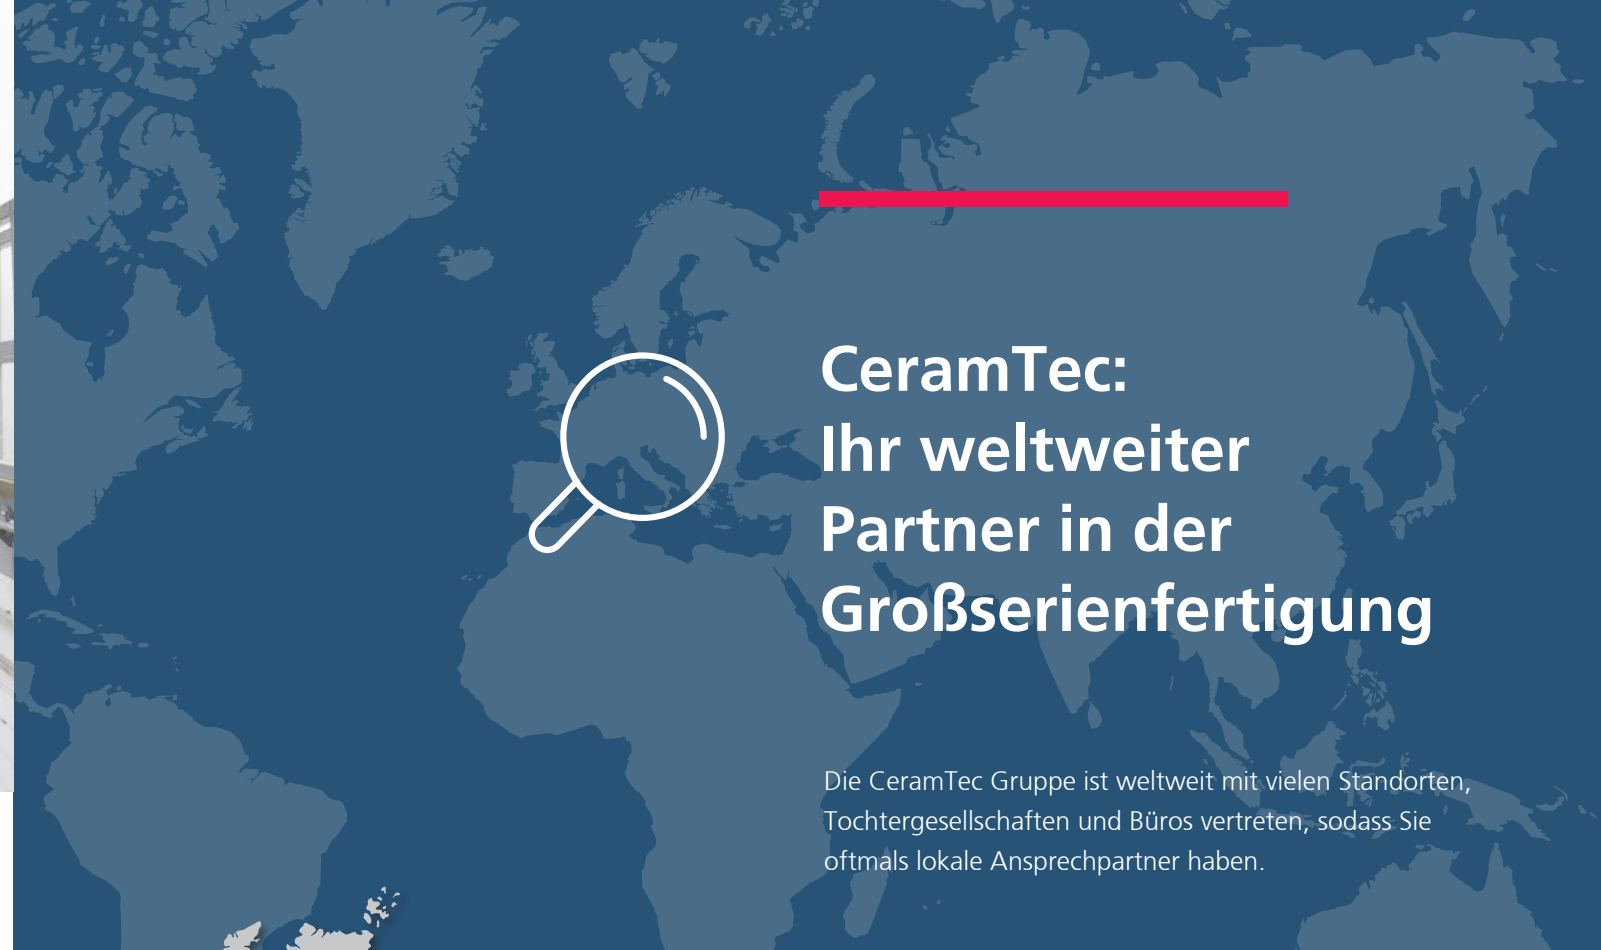 CeramTec:
Ihr weltweiter
Partner in der
Großserienfertigung
Die CeramTec Gruppe ist weltweit mit vielen Standorten,
Tochtergesellschaften und Büros vertreten, sodass Sie
oftmals lokale Ansprechpartner haben.